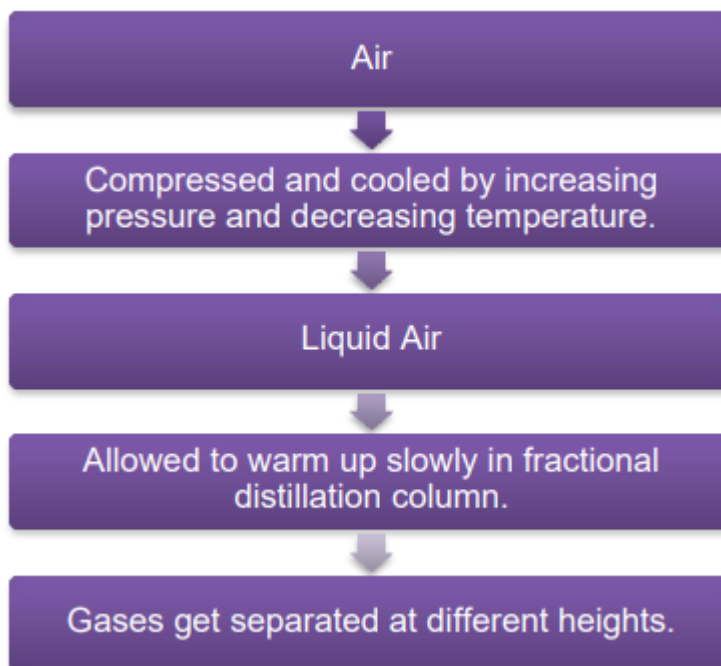 Air
Compressed and cooled by increasing
pressure and decreasing temperature.
Liquid Air
Allowed to warm up slowly in fractional
distillation column.
Gases get separated at different heights.